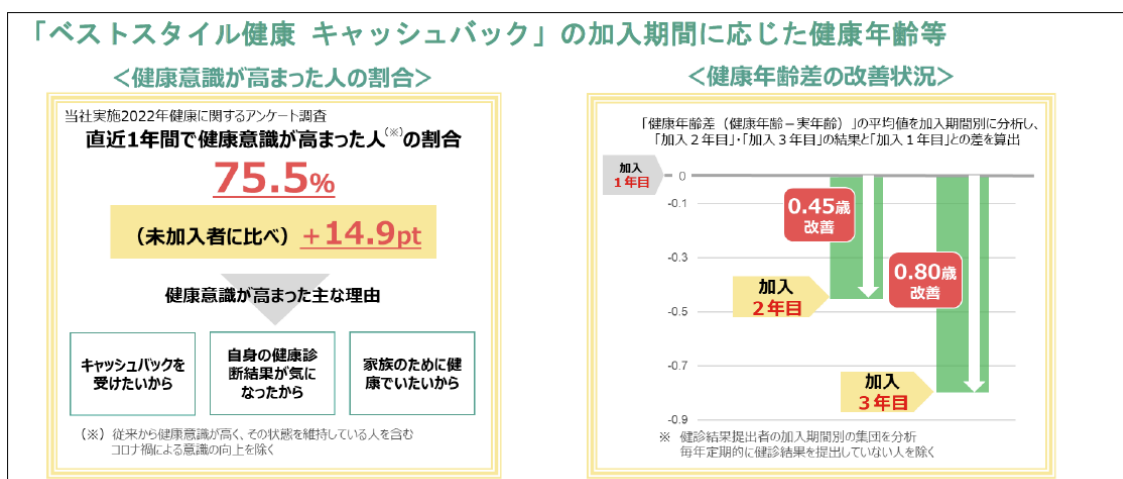 「ベストスタイル健康 キャッシュバック」の加入期間に応じた健康年齢等
＜健康意識が高まった人の割合＞
当社実施2022年健康に関するアンケート調査
直近1年間で健康意識が高まった人(※)の割合
75.5%
（未加入者に比べ）+14.9pt
健康意識が高まった主な理由
キャッシュバックを
受けたいから
自身の健康診
断結果が気に
なったから
家族のために健
康でいたいから
（※）従来から健康意識が高く、その状態を維持している人を含む
コロナ禍による意識の向上を除く
＜健康年齢差の改善状況＞
「健康年齢差（健康年齢－実年齢）」の平均値を加入期間別に分析し、
「加入２年目」・「加入３年目」の結果と「加入１年目」との差を算出
加入
１年目
0
-0.1
-0.3
-0.5
-0.7
-0.9
0.45歳
改善
加入
２年目
0.80歳
改善
加入
３年目
※ 健診結果提出者の加入期間別の集団を分析
毎年定期的に健診結果を提出していない人を除く